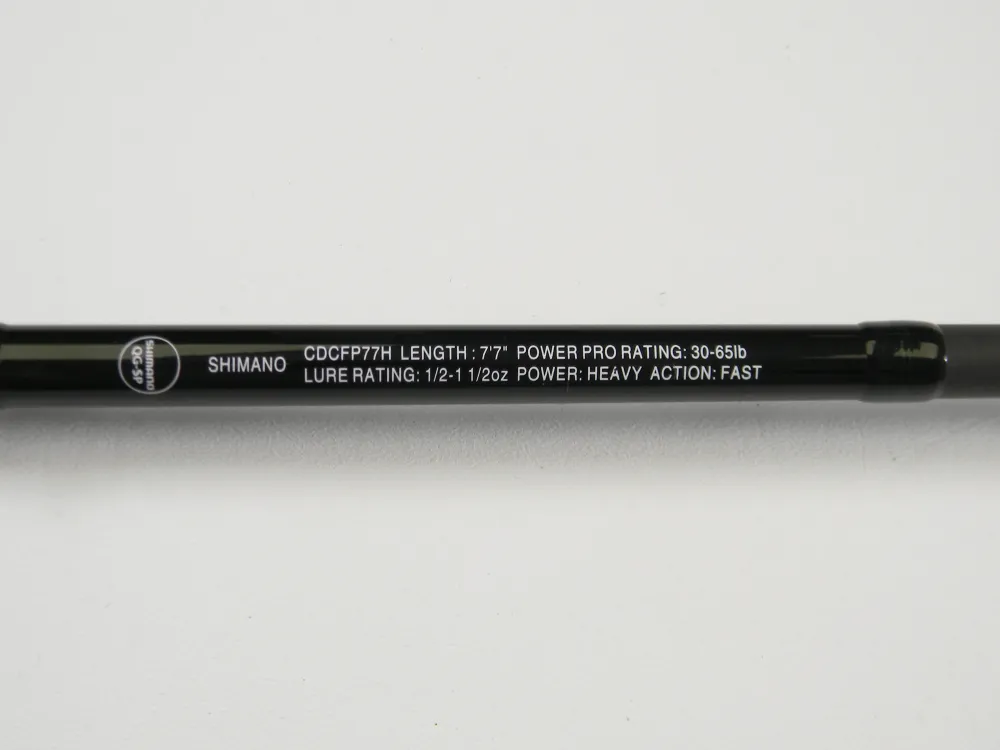 Shimano
QG-SP
SHIMANO
CDCFP77H LENGTH : 7'7" POWER PRO RATING: 30-65lb
LURE RATING: 1/2-1 1/2oz POWER: HEAVY ACTION: FAST